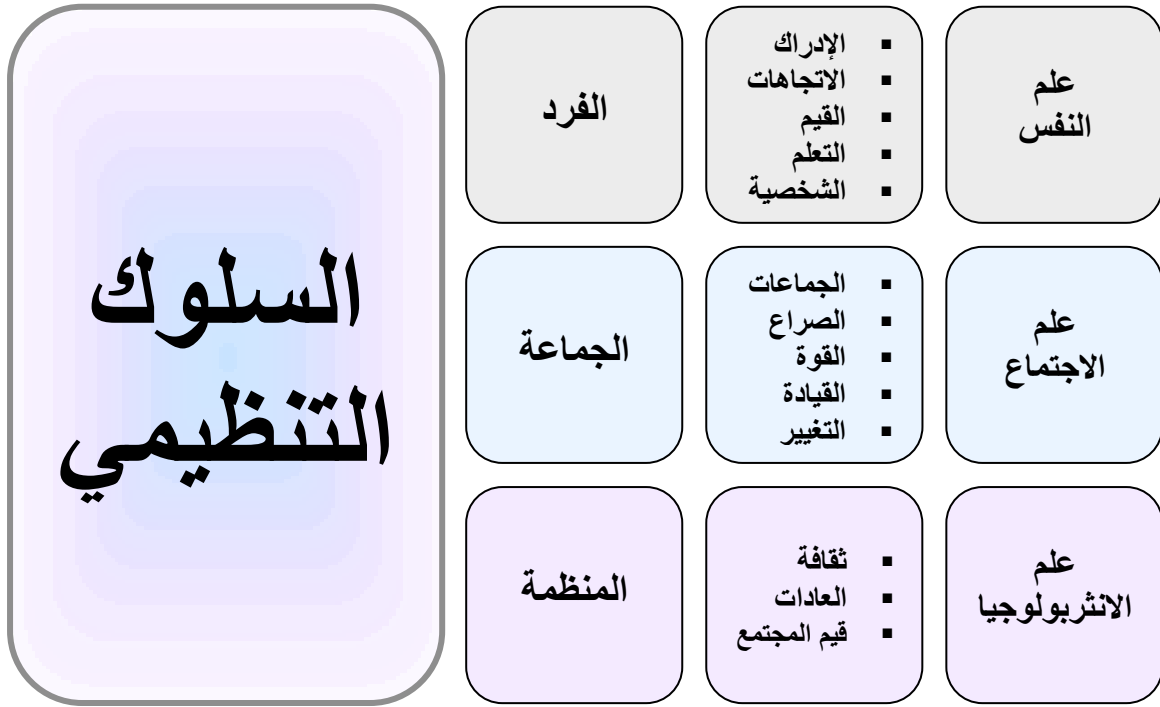 علم
النفس
الإدراك
الاتجاهات
القيم
التعلم
الشخصية
الفرد
علم
الاجتماع
الجماعات
الصراع
القوة
القيادة
التغيير
الجماعة
علم
الانثربولوجيا
ثقافة
العادات
قيم المجتمع
المنظمة
السلوك
التنظيمي